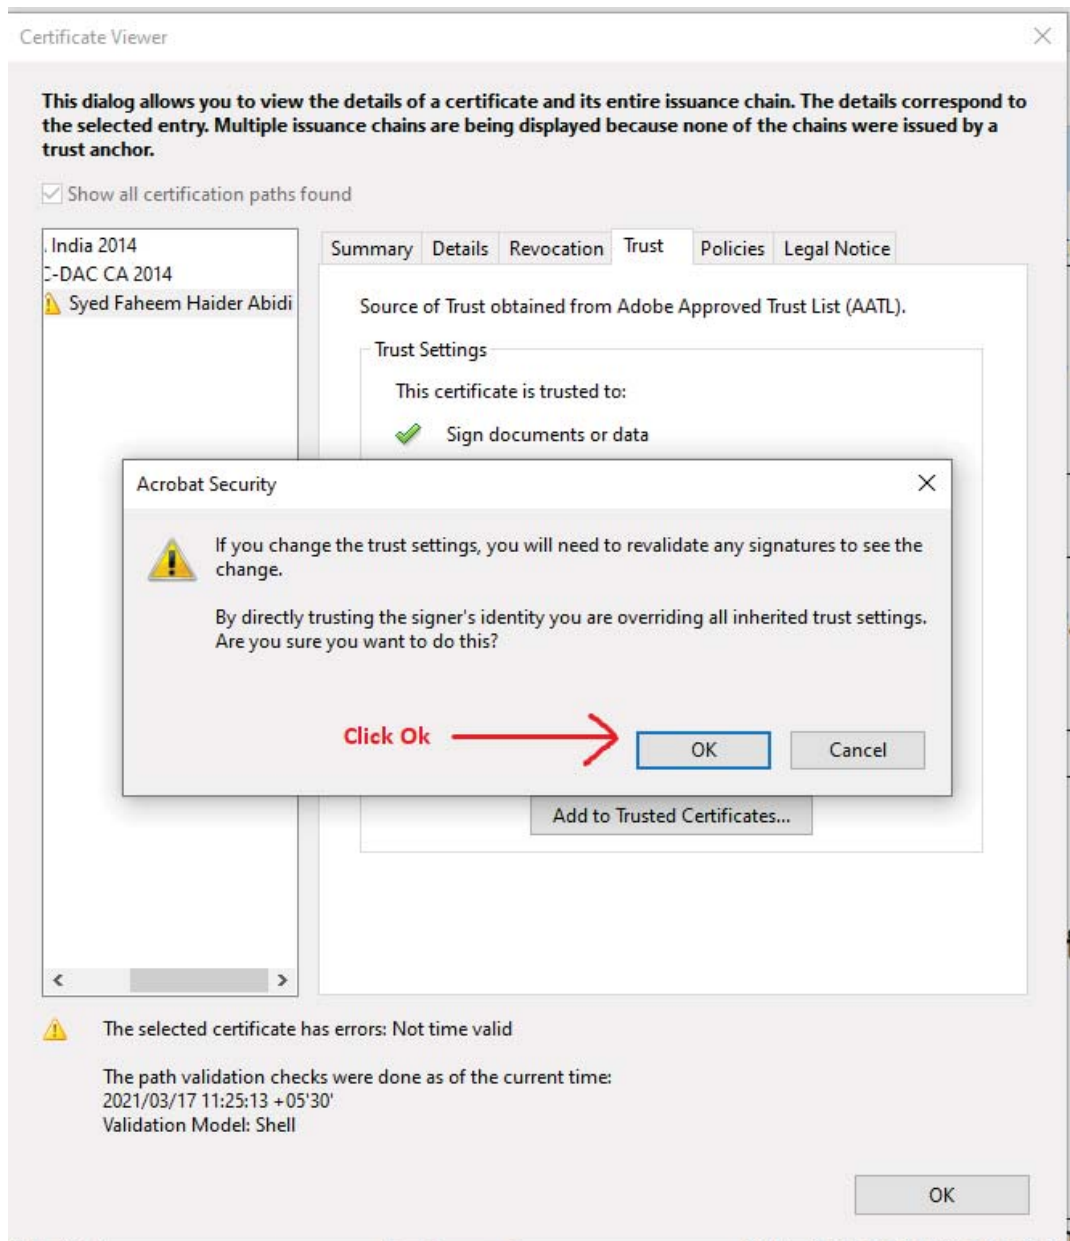 Certificate Viewer
This dialog allows you to view the details of a certificate and its entire issuance chain. The details correspond to
the selected entry. Multiple issuance chains are being displayed because none of the chains were issued by a
trust anchor.
Show all certification paths found
India 2014
C-DAC CA 2014
Syed Faheem Haider Abidi
Summary Details Revocation Trust Policies Legal Notice
Source of Trust obtained from Adobe Approved Trust List (AATL).
Trust Settings
This certificate is trusted to:
Sign documents or data
Acrobat Security
If you change the trust settings, you will need to revalidate any signatures to see the
change.
By directly trusting the signer's identity you are overriding all inherited trust settings.
Are you sure you want to do this?
Click Ok
OK Cancel
Add to Trusted Certificates...
The selected certificate has errors: Not time valid
The path validation checks were done as of the current time:
2021/03/17 11:25:13 +05'30'
Validation Model: Shell
OK